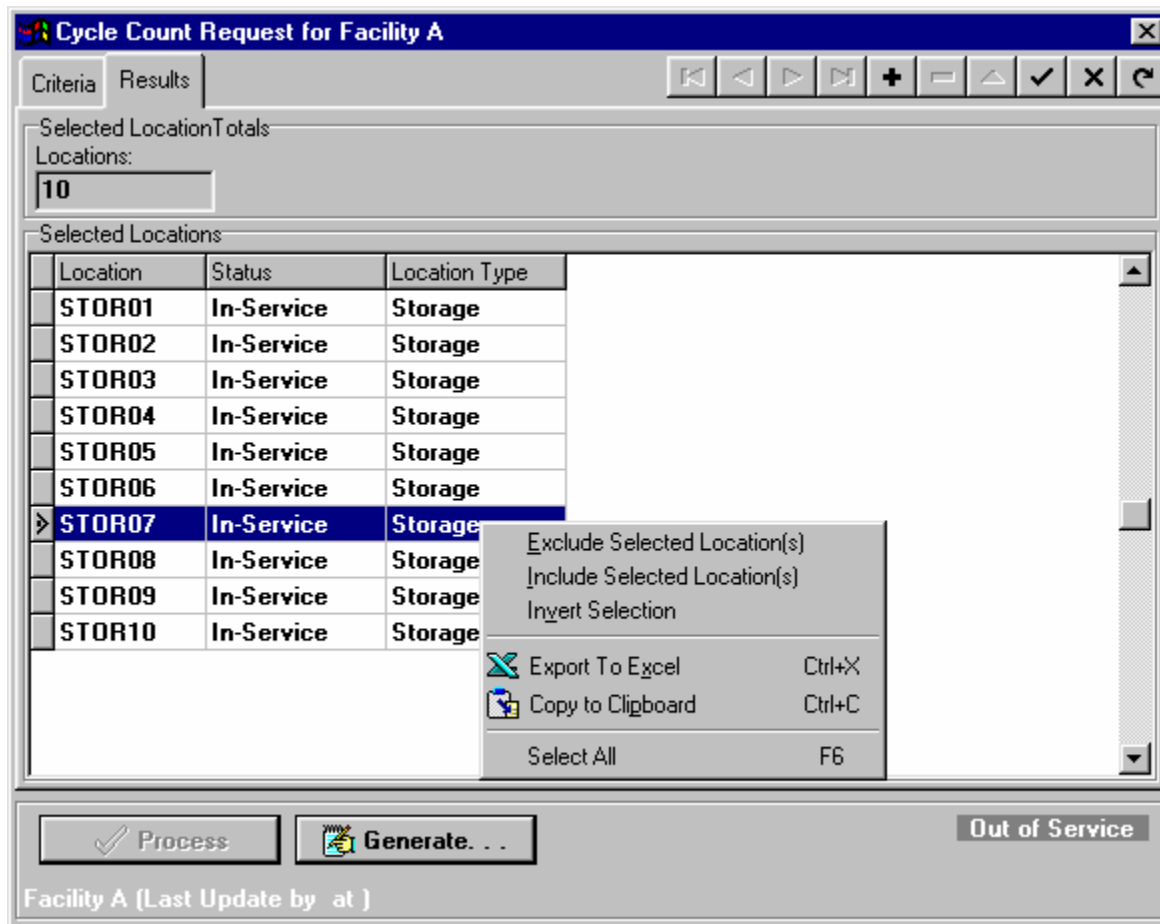 Cycle Count Request for Facility A
Criteria Results
Selected LocationTotals
Locations:
10
Selected Locations
Location Status Location Type
STOR01 In-Service Storage
STOR02 In-Service Storage
STOR03 In-Service Storage
STOR04 In-Service Storage
STOR05 In-Service Storage
STOR06 In-Service Storage
STOR07 In-Service Storage
STOR08 In-Service Storage
STOR09 In-Service Storage
STOR10 In-Service Storage
Exclude Selected Location(s)
Include Selected Location(s)
Invert Selection
Export To Excel Ctrl+X
Copy to Clipboard Ctrl+C
Select All F6
Process Generate. . . Out of Service
Facility A (Last Update by at )